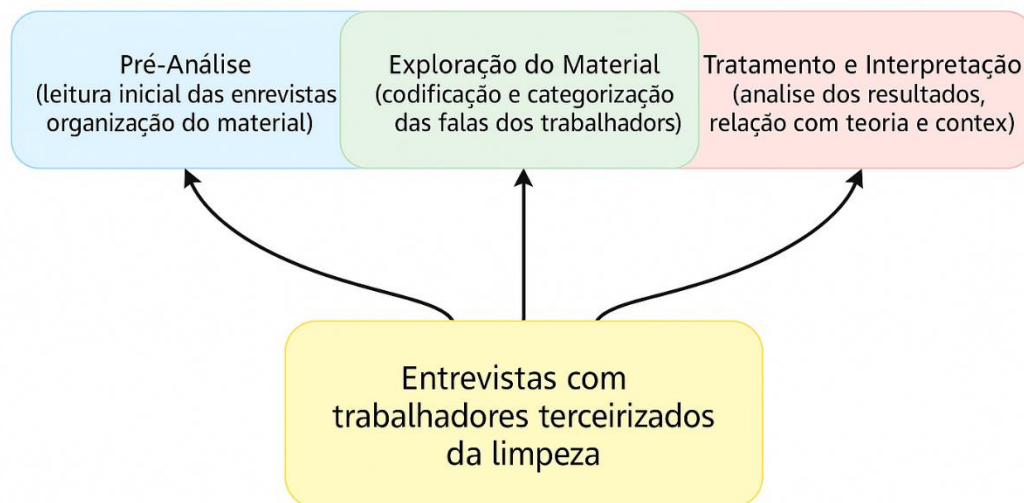 Pré-Análise
(leitura inicial das enrevistas
organização do material)
Exploração do Material
(codificação e categorização
das falas dos trabalhadors)
Tratamento e Interpretação
(analise dos resultados,
relação com teoria e contex)
Entrevistas com
trabalhadores terceirizados
da limpeza